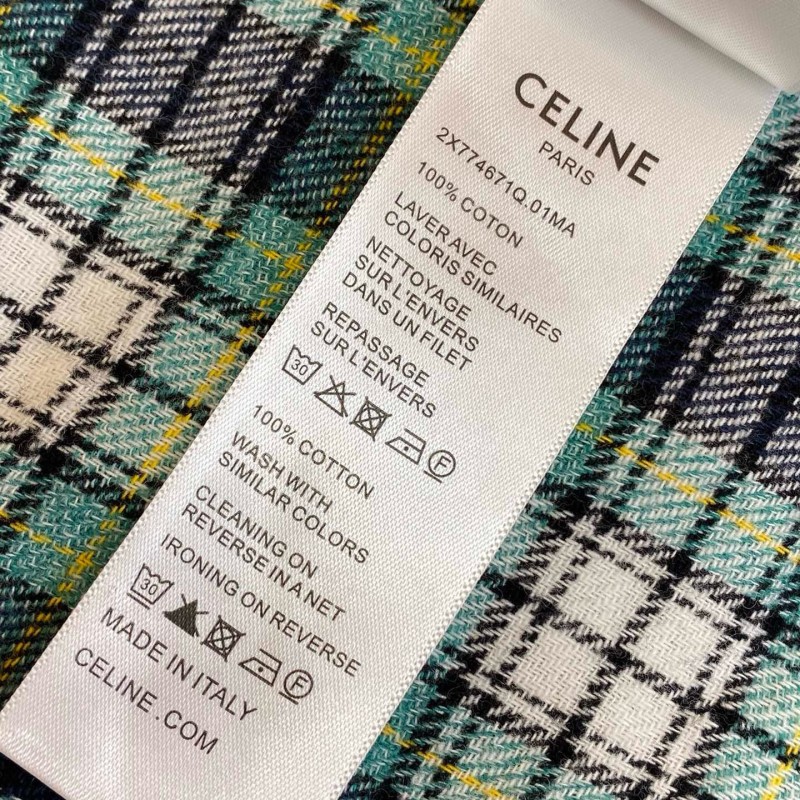 CELINE
PARIS
2X774671Q.01MA
100% COTON
LAVER AVEC
COLORIS SIMILAIRES
NETTOYAGE
SUR L'ENVERS
DANS UN FILET
REPASSAGE
SUR L'ENVERS
30 F
100% COTTON
WASH WITH
SIMILAR COLORS
CLEANING ON
REVERSE IN A NET
IRONING ON REVERSE
30 F
MADE IN ITALY
CELINE.COM